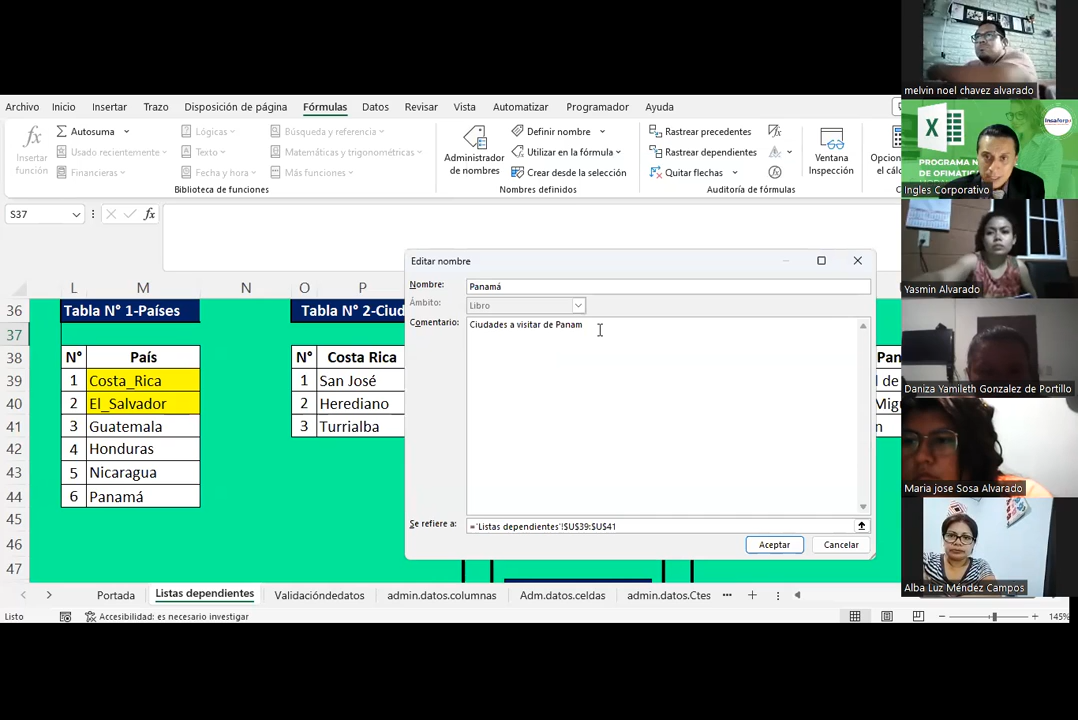 Archivo Inicio Insertar Trazo Disposición de página Fórmulas Datos Revisar Vista Automatizar Programador Ayuda
Insertar función
Autosuma
Usado recientemente
Financieras
Lógicas
Texto
Fecha y hora
Búsqueda y referencia
Matemáticas y trigonométricas
Más funciones
Biblioteca de funciones
Administrador de nombres
Definir nombre
Utilizar en la fórmula
Crear desde la selección
Nombres definidos
Rastrear precedentes
Rastrear dependientes
Quitar flechas
Auditoría de fórmulas
Ventana Inspección
S37
fx
Editar nombre
Nombre: Panamá
Ámbito: Libro
Comentario: Ciudades a visitar de Panam
Se refiere a: ='Listas dependientes'!$U$39:$U$41
Aceptar Cancelar
L M N O P
36 Tabla N° 1-Países Tabla N° 2-Ciud
37
38 N° País N° Costa Rica
39 1 Costa_Rica 1 San José
40 2 El_Salvador 2 Herediano
41 3 Guatemala 3 Turrialba
42 4 Honduras
43 5 Nicaragua
44 6 Panamá
45
46
47
Portada Listas dependientes Validacióndedatos admin.datos.columnas Adm.datos.celdas admin.datos.Ctes
Listo Accesibilidad: es necesario investigar 145%
melvin noel chavez alvarado
Ingles Corporativo
Yasmin Alvarado
Daniza Yamileth Gonzalez de Portillo
Maria jose Sosa Alvarado
Alba Luz Méndez Campos